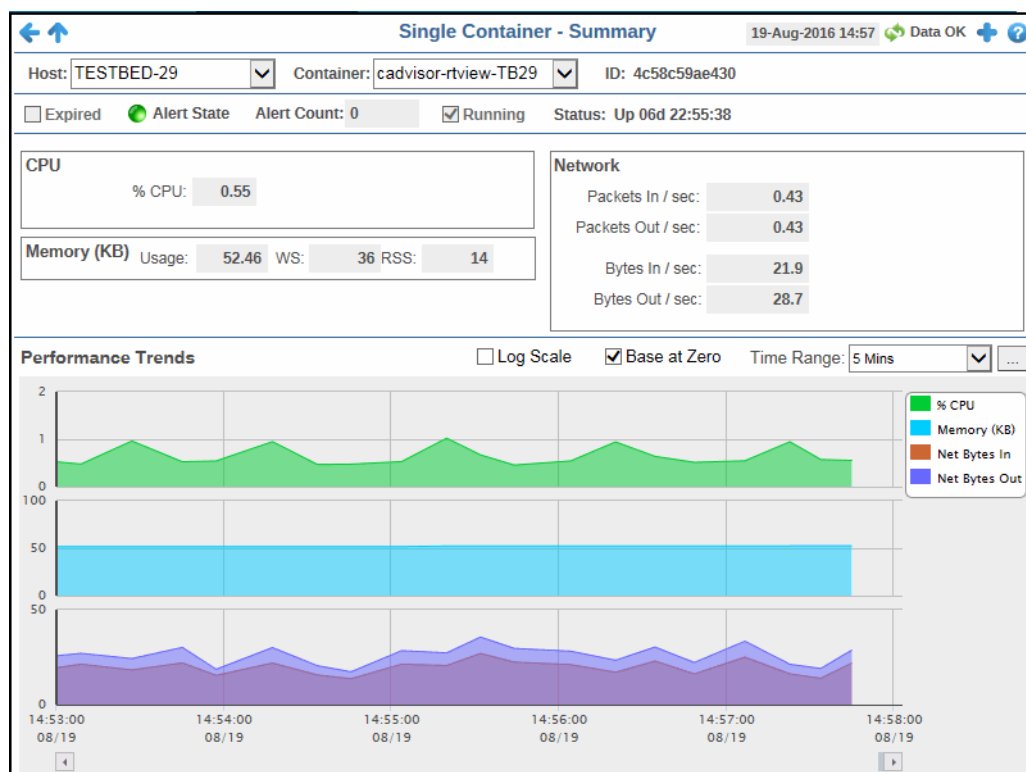 Single Container - Summary 19-Aug-2016 14:57 Data OK ?
Host: TESTBED-29 Container: cadvisor-rtview-TB29 ID: 4c58c59ae430
Expired Alert State Alert Count: 0 Running Status: Up 06d 22:55:38
CPU
% CPU: 0.55
Memory (KB) Usage: 52.46 WS: 36 RSS: 14
Network
Packets In / sec: 0.43
Packets Out / sec: 0.43
Bytes In / sec: 21.9
Bytes Out / sec: 28.7
Performance Trends Log Scale Base at Zero Time Range: 5 Mins ...
2
1
0
100
50
0
50
0
14:53:00 14:54:00 14:55:00 14:56:00 14:57:00 14:58:00
08/19 08/19 08/19 08/19 08/19 08/19
% CPU
Memory (KB)
Net Bytes In
Net Bytes Out